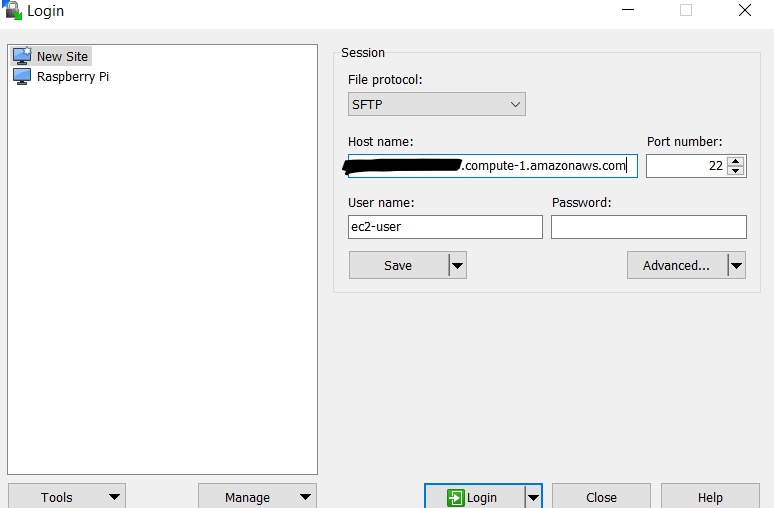 Login
New Site
Raspberry Pi
Session
File protocol:
SFTP
Host name: Port number:
.compute-1.amazonaws.com 22
User name: Password:
ec2-user
Save Advanced...
Tools Manage Login Close Help